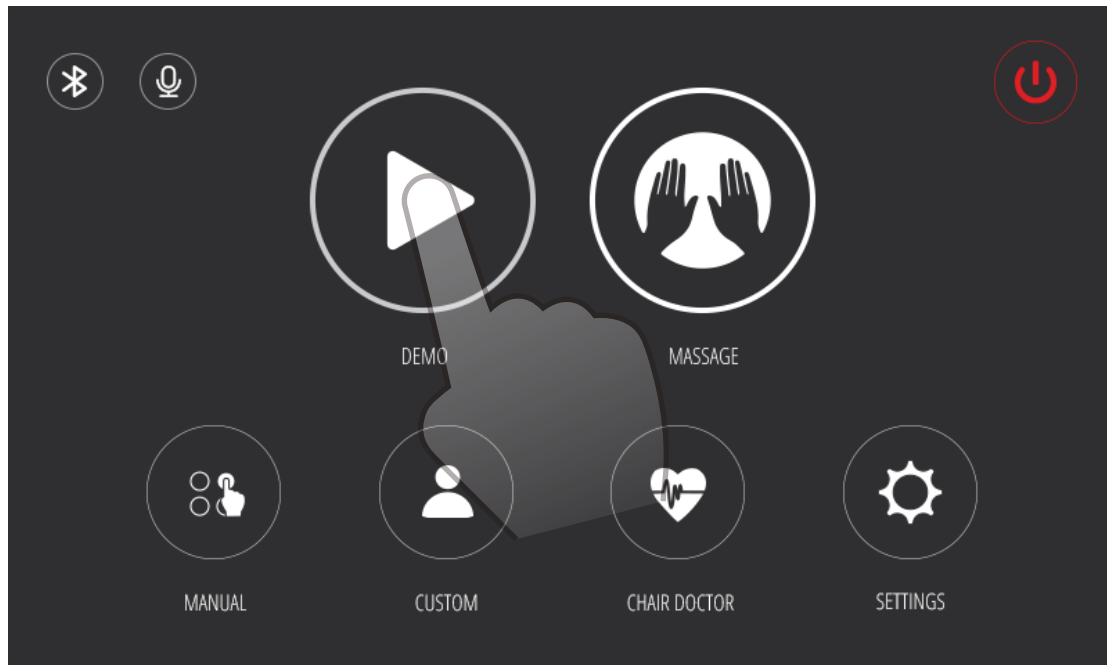 DEMO
MASSAGE
MANUAL
CUSTOM
CHAIR DOCTOR
SETTINGS